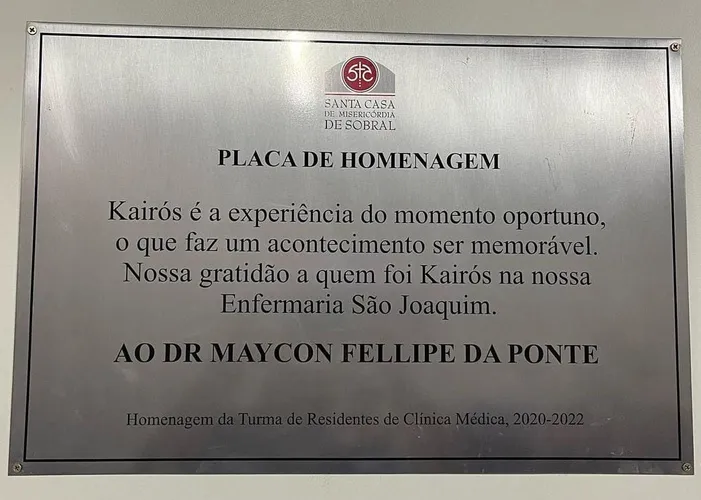 SANTA CASA
DE MISERICÓRDIA
DE SOBRAL
PLACA DE HOMENAGEM
Kairós é a experiência do momento oportuno,
o que faz um acontecimento ser memorável.
Nossa gratidão a quem foi Kairós na nossa
Enfermaria São Joaquim.
AO DR MAYCON FELLIPE DA PONTE
Homenagem da Turma de Residentes de Clínica Médica, 2020-2022